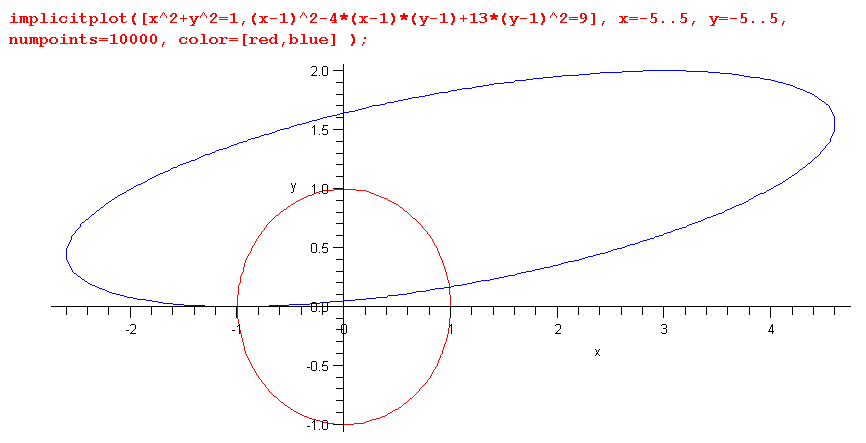 implicitplot([x^2+y^2=1,(x-1)^2-4*(x-1)*(y-1)+13*(y-1)^2=9], x=-5..5, y=-5..5,
numpoints=10000, color=[red,blue] );
2.0
1.5
y 1.0
0.5
0.0
-2 -1 0 1 2 3 4
x
-0.5
-1.0